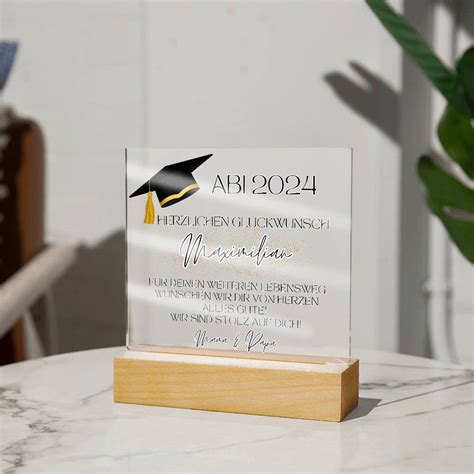 ABI 2024
HERZLICHEN GLÜCKWUNSCH
Maximilian
FÜR DEINEN WEITEREN LEBENSWEG
WÜNSCHEN WIR DIR VON HERZEN
ALLES GUTE!
WIR SIND STOLZ AUF DICH!
Mama & Papa